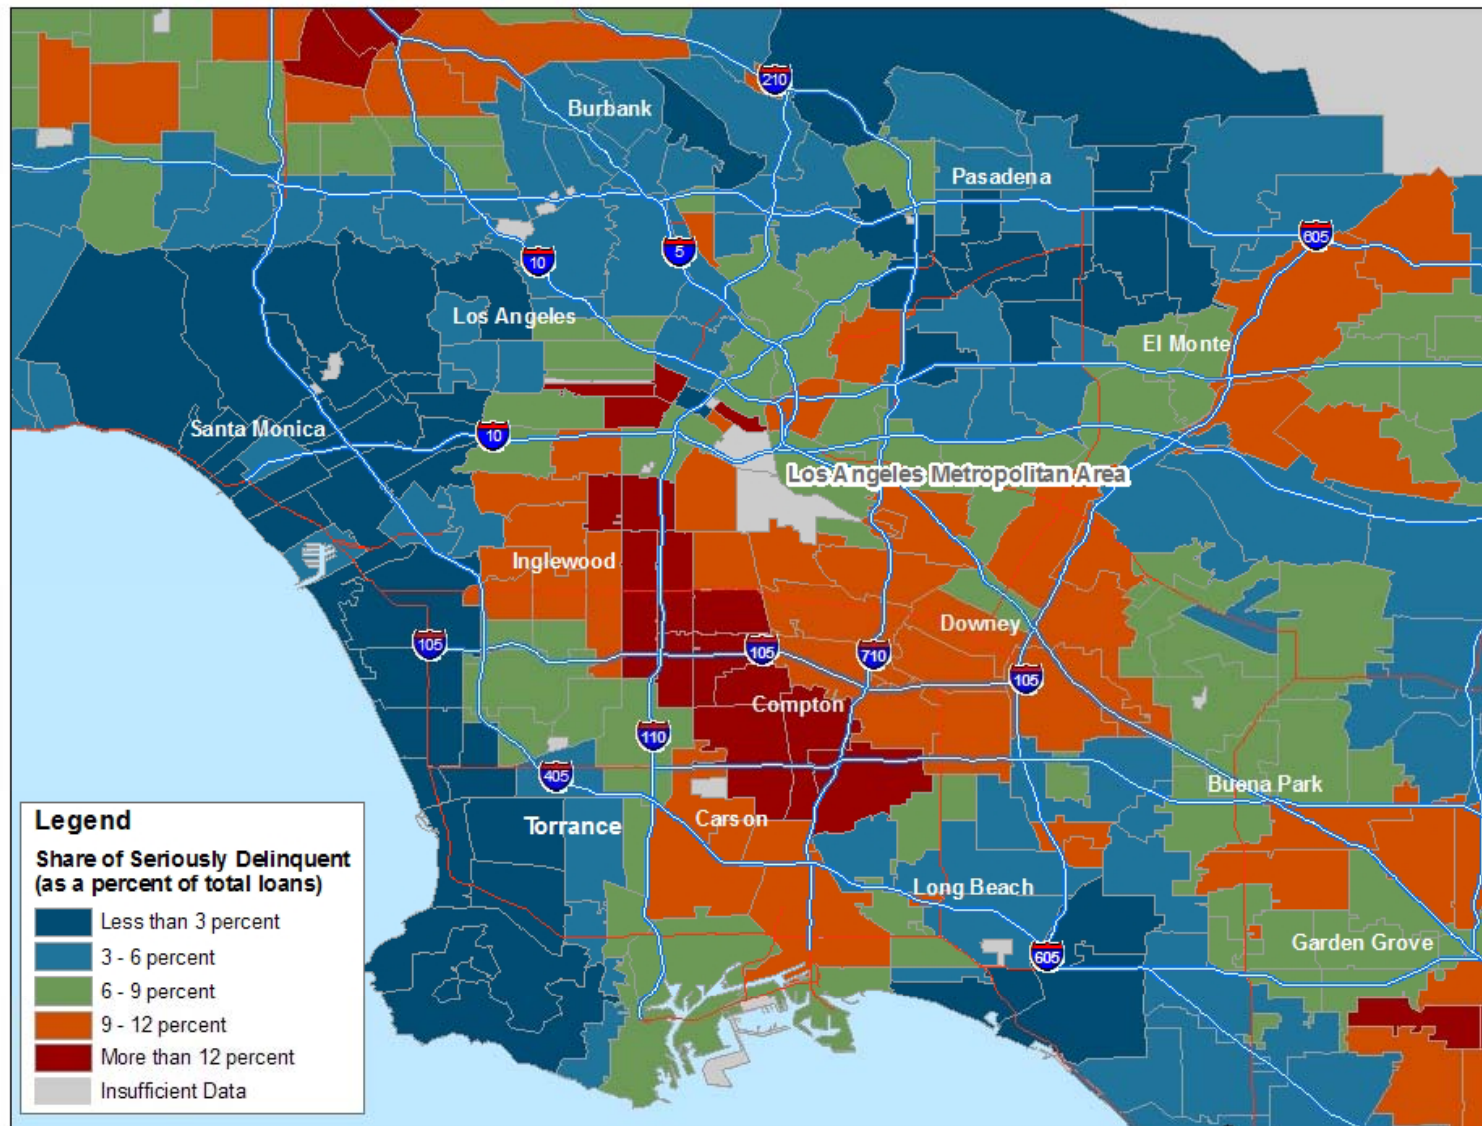 210
Burbank
Pasadena
605
10
5
Los Angeles
El Monte
Santa Monica
10
Los Angeles Metropolitan Area
Inglewood
Downey
105
105
710
105
Compton
110
405
Buena Park
Carson
Torrance
Long Beach
Garden Grove
605
Legend
Share of Seriously Delinquent
(as a percent of total loans)
Less than 3 percent
3 - 6 percent
6 - 9 percent
9 - 12 percent
More than 12 percent
Insufficient Data